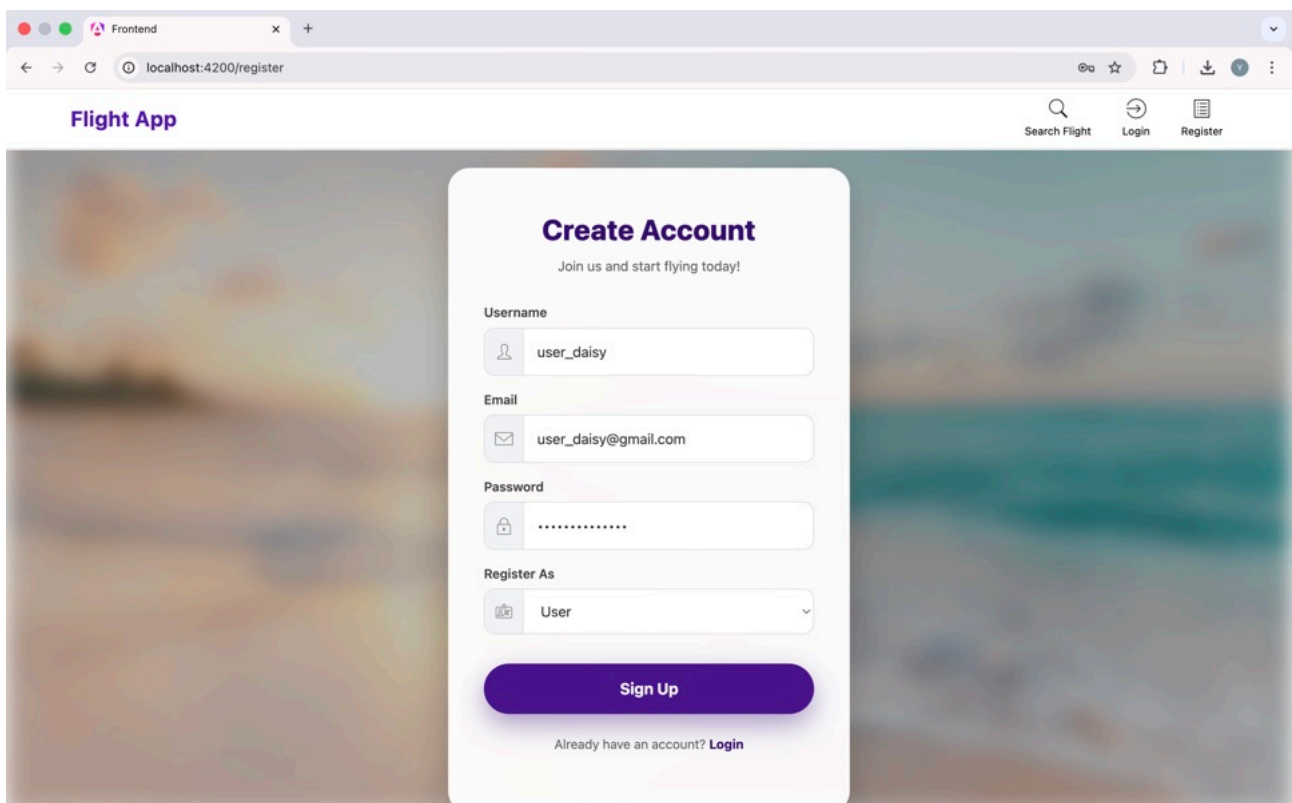 Frontend
localhost:4200/register
Y
Flight App
Search Flight
Login
Register
Create Account
Join us and start flying today!
Username
user_daisy
Email
user_daisy@gmail.com
Password
••••••••••••••
Register As
User
Sign Up
Already have an account? Login